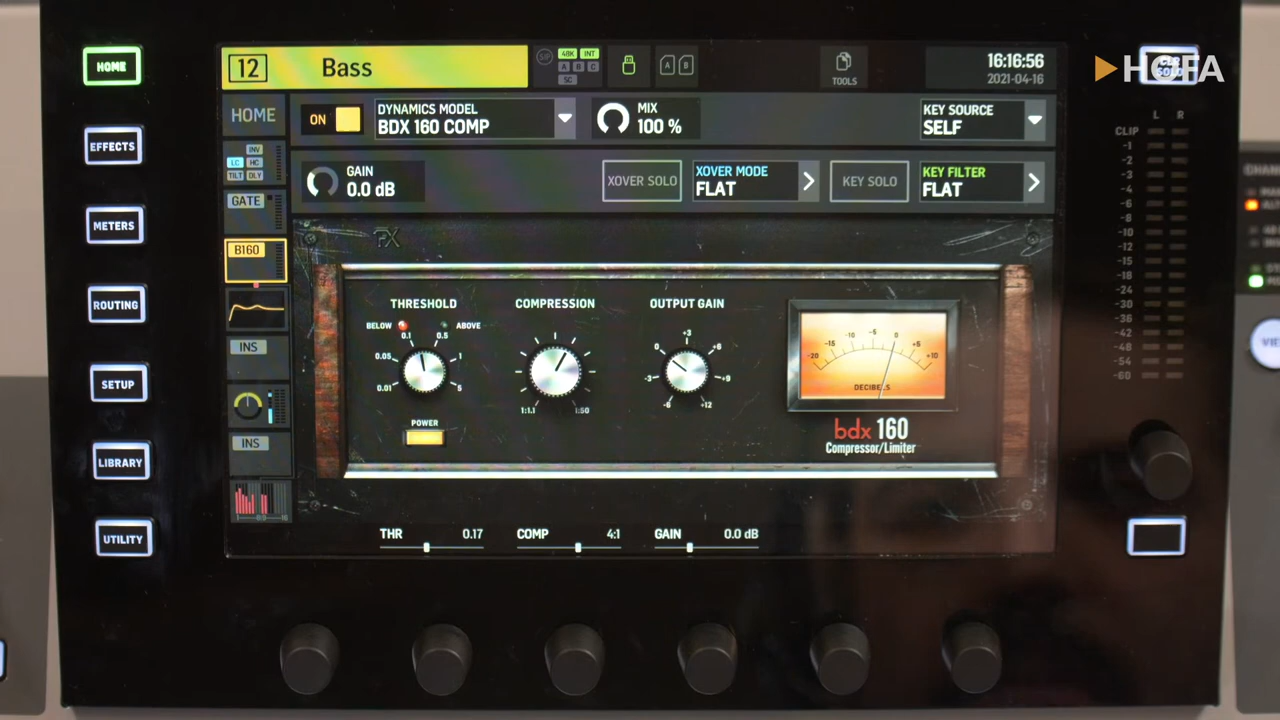 HOME
EFFECTS
METERS
ROUTING
SETUP
LIBRARY
UTILITY
12 Bass
48K INT
A B C
SC
A B
TOOLS
16:16:56
2021-04-16
HOFA
HOME
ON
DYNAMICS MODEL
BDX 160 COMP
MIX
100 %
KEY SOURCE
SELF
INV
LC HC
TILT DLY
GATE
B160
INS
INS
GAIN
0.0 dB
XOVER SOLO
XOVER MODE
FLAT
KEY SOLO
KEY FILTER
FLAT
FX
THRESHOLD
BELOW ABOVE
0.01 0.05 0.1 0.5 1 5
POWER
COMPRESSION
1
1:1.1 1:50
OUTPUT GAIN
-6 -3 0 +3 +6 +9 +12
-20 -15 -10 -5 0 +5 +10
DECIBELS
bdx 160
Compressor/Limiter
THR 0.17
COMP 4:1
GAIN 0.0 dB
L R
CLIP
-1
-2
-3
-4
-6
-8
-10
-12
-15
-18
-24
-30
-36
-42
-48
-54
-60